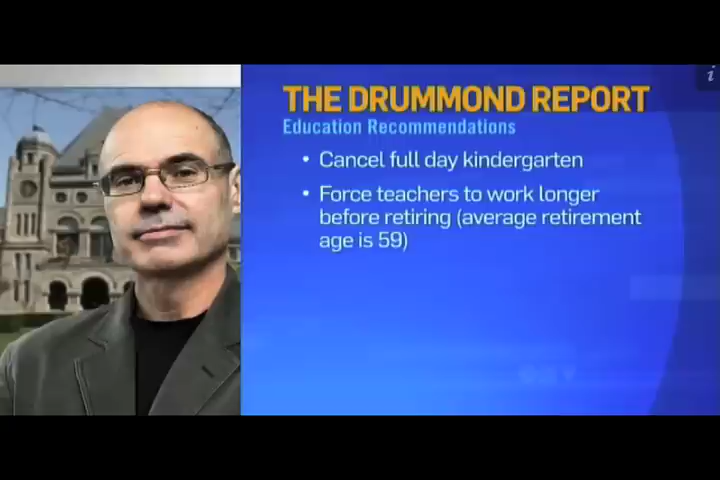 THE DRUMMOND REPORT
Education Recommendations
• Cancel full day kindergarten
• Force teachers to work longer
before retiring (average retirement
age is 59)
i